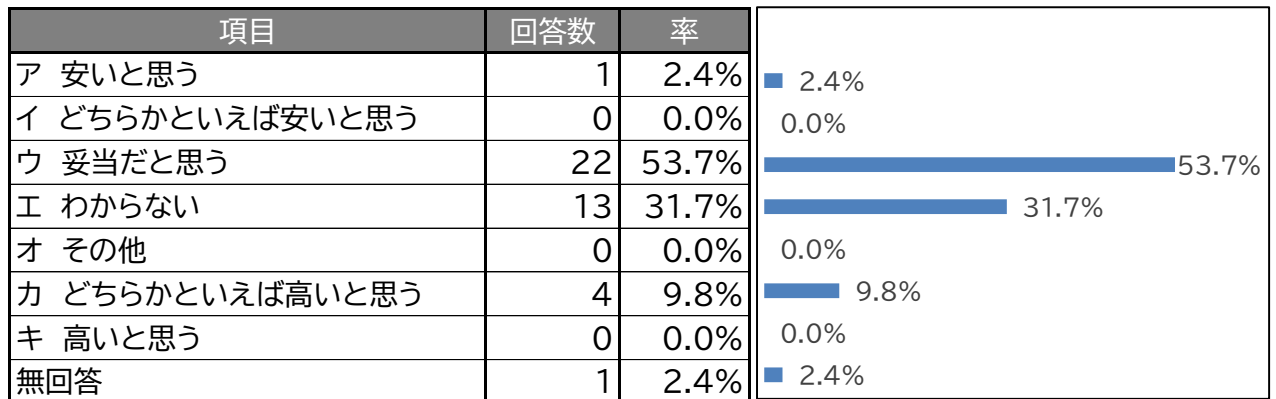 項目 回答数 率
ア 安いと思う 1 2.4% 2.4%
イ どちらかといえば安いと思う 0 0.0% 0.0%
ウ 妥当だと思う 22 53.7% 53.7%
エ わからない 13 31.7% 31.7%
オ その他 0 0.0% 0.0%
カ どちらかといえば高いと思う 4 9.8% 9.8%
キ 高いと思う 0 0.0% 0.0%
無回答 1 2.4% 2.4%